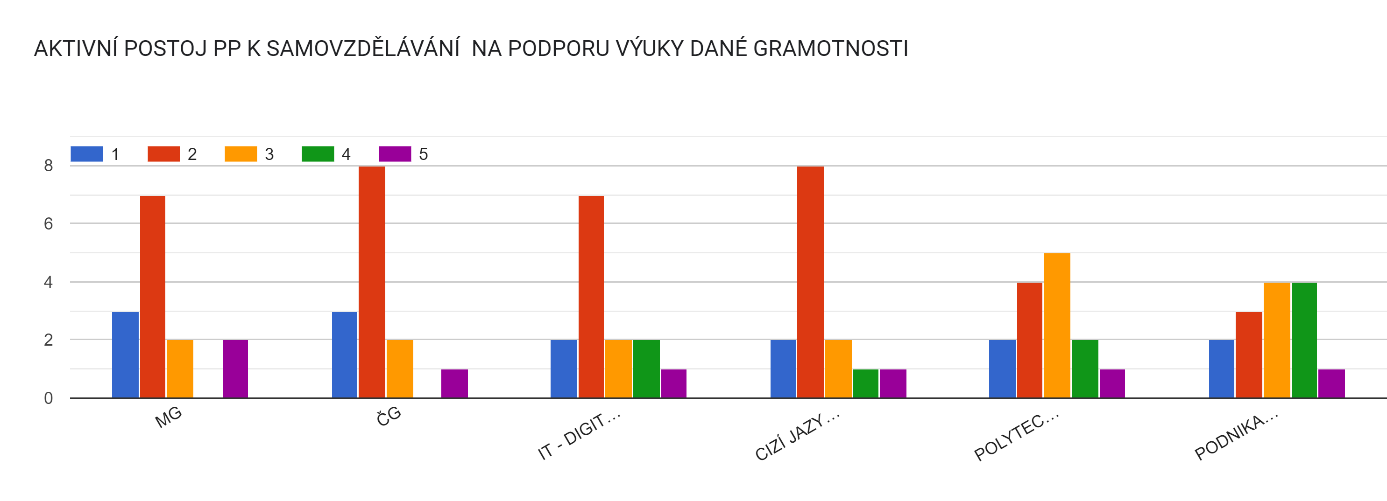 AKTIVNÍ POSTOJ PP K SAMOVZDĚLÁVÁNÍ  NA PODPORU VÝUKY DANÉ GRAMOTNOSTI
1 2 3 4 5
8
6
4
2
0
MG ČG IT - DIGIT… CIZÍ JAZY… POLYTEC… PODNIKA…